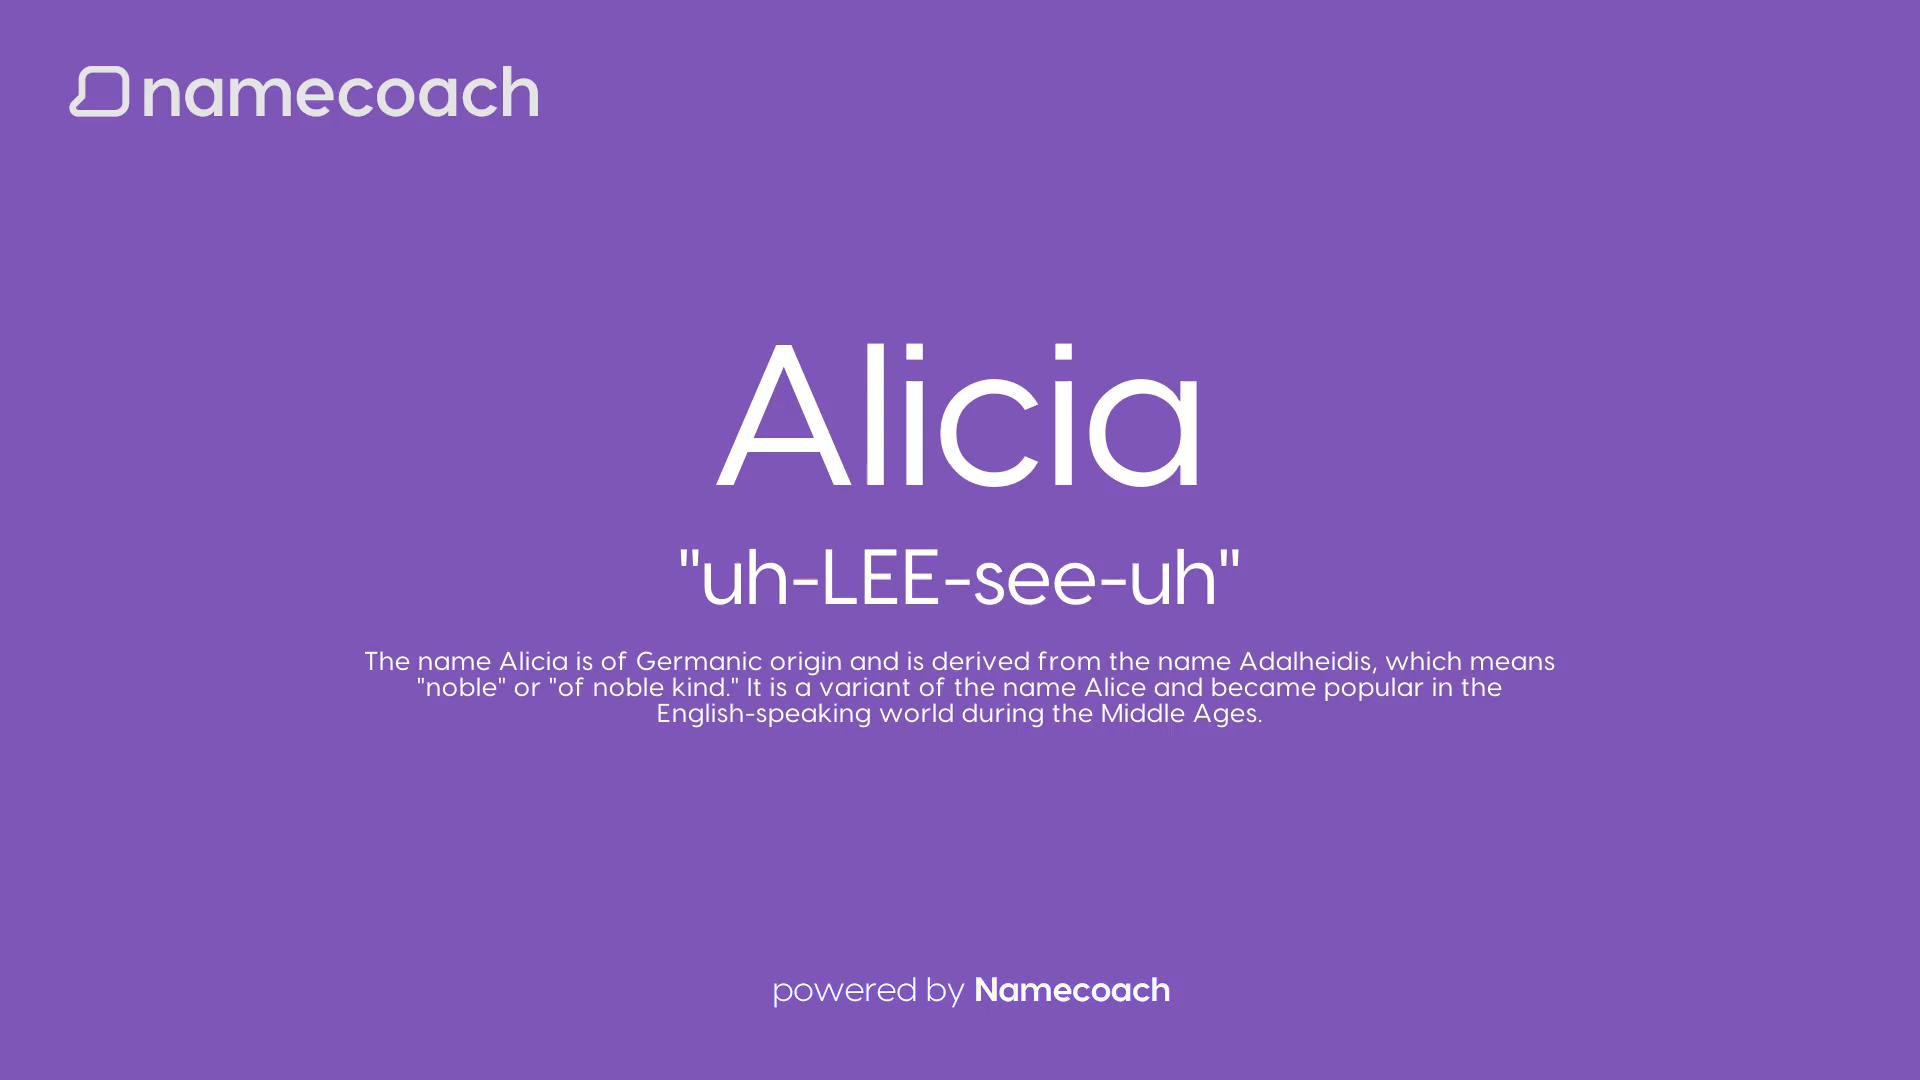 namecoach
Alicia
"uh-LEE-see-uh"
The name Alicia is of Germanic origin and is derived from the name Adalheidis, which means
"noble" or "of noble kind." It is a variant of the name Alice and became popular in the
English-speaking world during the Middle Ages.
powered by Namecoach